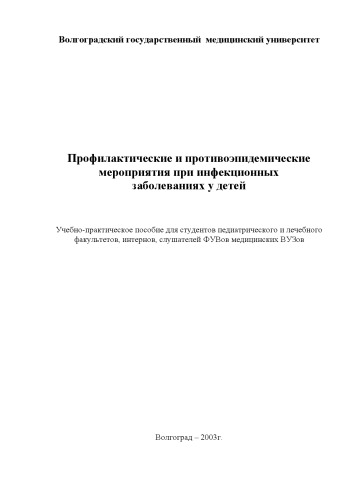 Волгоградский государственный медицинский университет
Профилактические и противоэпидемические
мероприятия при инфекционных
заболеваниях у детей
Учебно-практическое пособие для студентов педиатрического и лечебного
факультетов, интернов, слушателей ФУВов медицинских ВУЗов
Волгоград – 2003г.